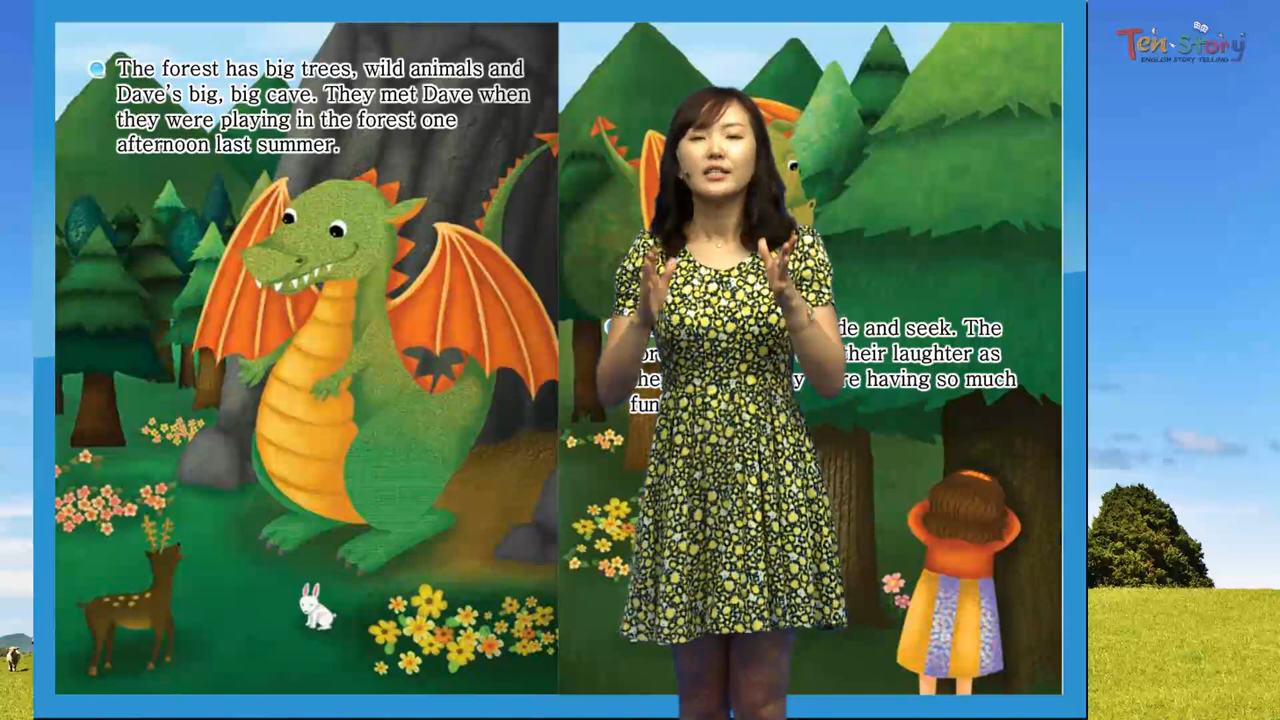 The forest has big trees, wild animals and
Dave's big, big cave. They met Dave when
they were playing in the forest one
afternoon last summer.
and seek. The
their laughter as
having so much
fun
Ten Story
ENGLISH STORY TELLING